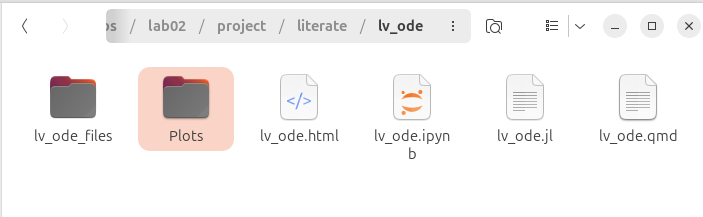 os / lab02 / project / literate / lv_ode
lv_ode_files
Plots
lv_ode.html
lv_ode.ipyn
b
lv_ode.jl
lv_ode.qmd